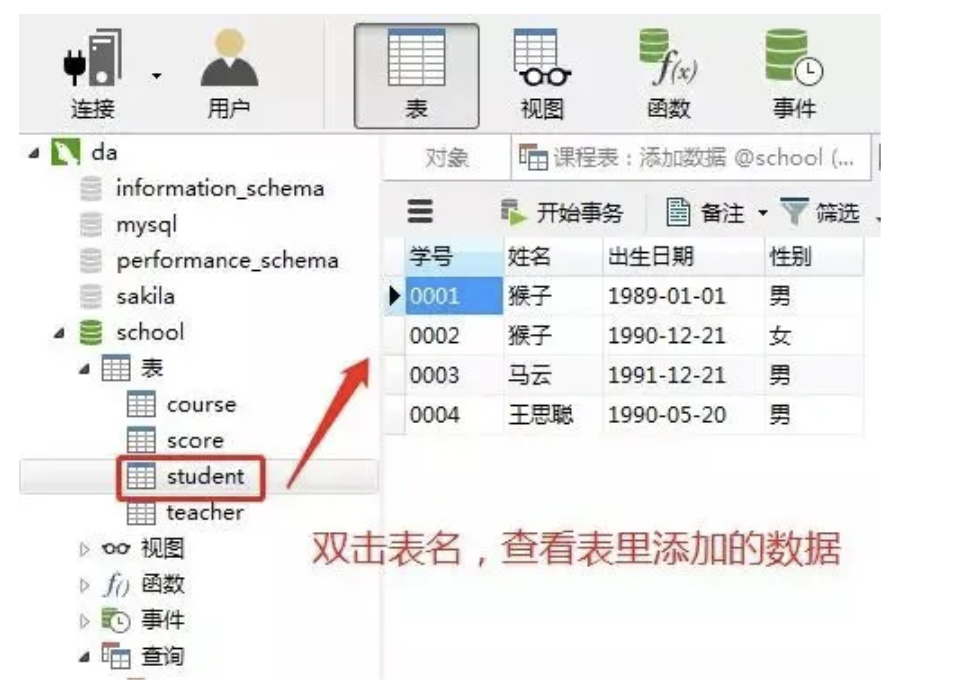 连接
用户
表
视图
f(x)
函数
事件
da
information_schema
mysql
performance_schema
sakila
school
表
course
score
student
teacher
视图
f()
函数
事件
查询
对象
课程表：添加数据 @school (...
开始事务
备注
筛选
学号 姓名 出生日期 性别
0001 猴子 1989-01-01 男
0002 猴子 1990-12-21 女
0003 马云 1991-12-21 男
0004 王思聪 1990-05-20 男
双击表名，查看表里添加的数据